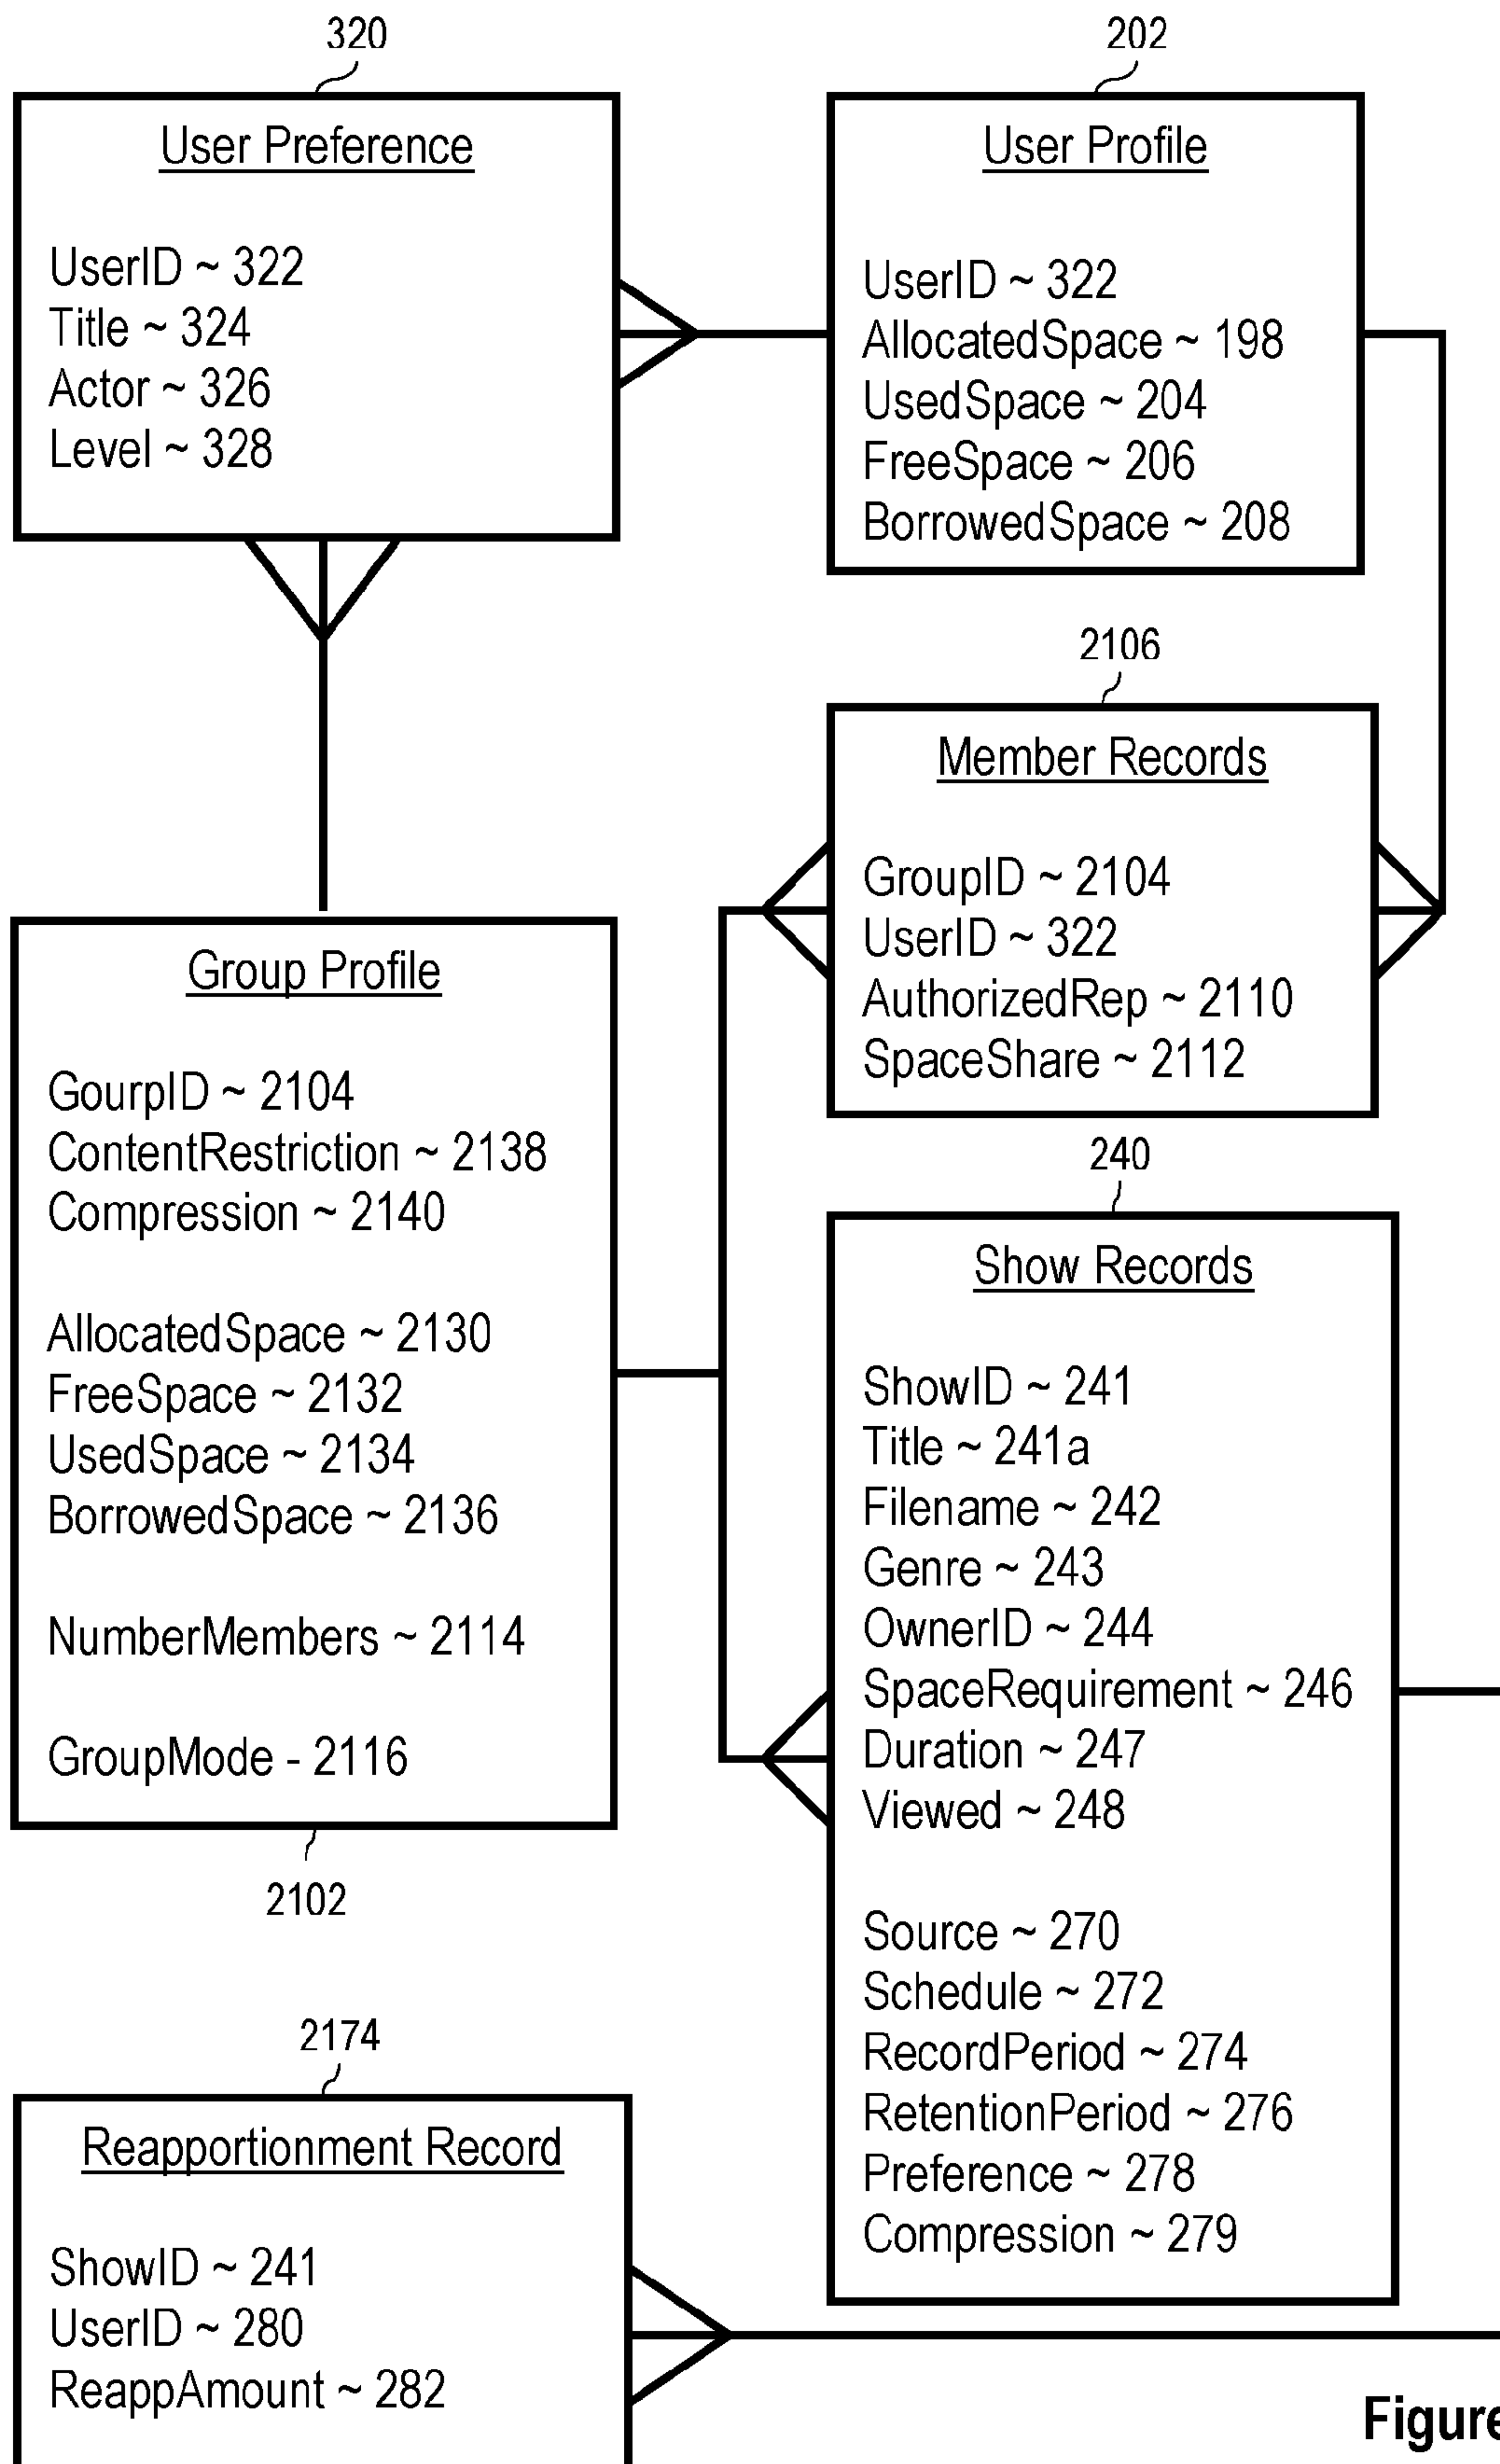 320
User Preference
UserID ~ 322
Title ~ 324
Actor ~ 326
Level ~ 328
202
User Profile
UserID ~ 322
AllocatedSpace ~ 198
UsedSpace ~ 204
FreeSpace ~ 206
BorrowedSpace ~ 208
2106
Member Records
GroupID ~ 2104
UserID ~ 322
AuthorizedRep ~ 2110
SpaceShare ~ 2112
Group Profile
GourpID ~ 2104
ContentRestriction ~ 2138
Compression ~ 2140
AllocatedSpace ~ 2130
FreeSpace ~ 2132
UsedSpace ~ 2134
BorrowedSpace ~ 2136
NumberMembers ~ 2114
GroupMode - 2116
2102
240
Show Records
ShowID ~ 241
Title ~ 241a
Filename ~ 242
Genre ~ 243
OwnerID ~ 244
SpaceRequirement ~ 246
Duration ~ 247
Viewed ~ 248
Source ~ 270
Schedule ~ 272
RecordPeriod ~ 274
RetentionPeriod ~ 276
Preference ~ 278
Compression ~ 279
2174
Reapportionment Record
ShowID ~ 241
UserID ~ 280
ReappAmount ~ 282
Figure